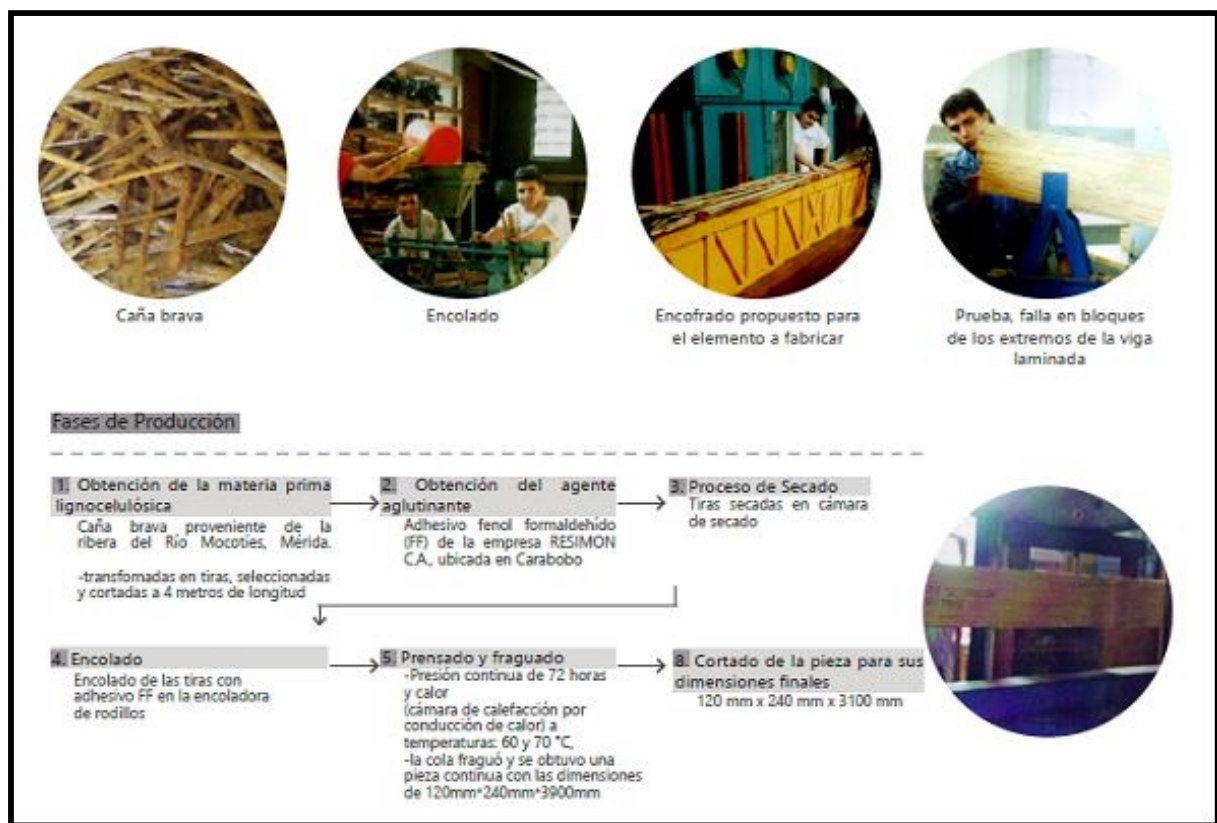 Caña brava
Encolado
Encofrado propuesto para
el elemento a fabricar
Prueba, falla en bloques
de los extremos de la viga
laminada
Fases de Producción
1. Obtención de la materia prima
lignocelulósica
Caña brava proveniente de la
ribera del Río Mocoties, Mérida.
-transfomadas en tiras, seleccionadas
y cortadas a 4 metros de longitud
2. Obtención del agente
aglutinante
Adhesivo fenol formaldehído
(FF) de la empresa RESIMON
C.A., ubicada en Carabobo
3. Proceso de Secado
Tiras secadas en cámara
de secado
4. Encolado
Encolado de las tiras con
adhesivo FF en la encoladora
de rodillos
5. Prensado y fraguado
-Presión continua de 72 horas
y calor
(cámara de calefacción por
conducción de calor) a
temperaturas: 60 y 70 °C,
-la cola fraguó y se obtuvo una
pieza continua con las dimensiones
de 120mm*240mm*3900mm
8. Cortado de la pieza para sus
dimensiones finales
120 mm x 240 mm x 3100 mm